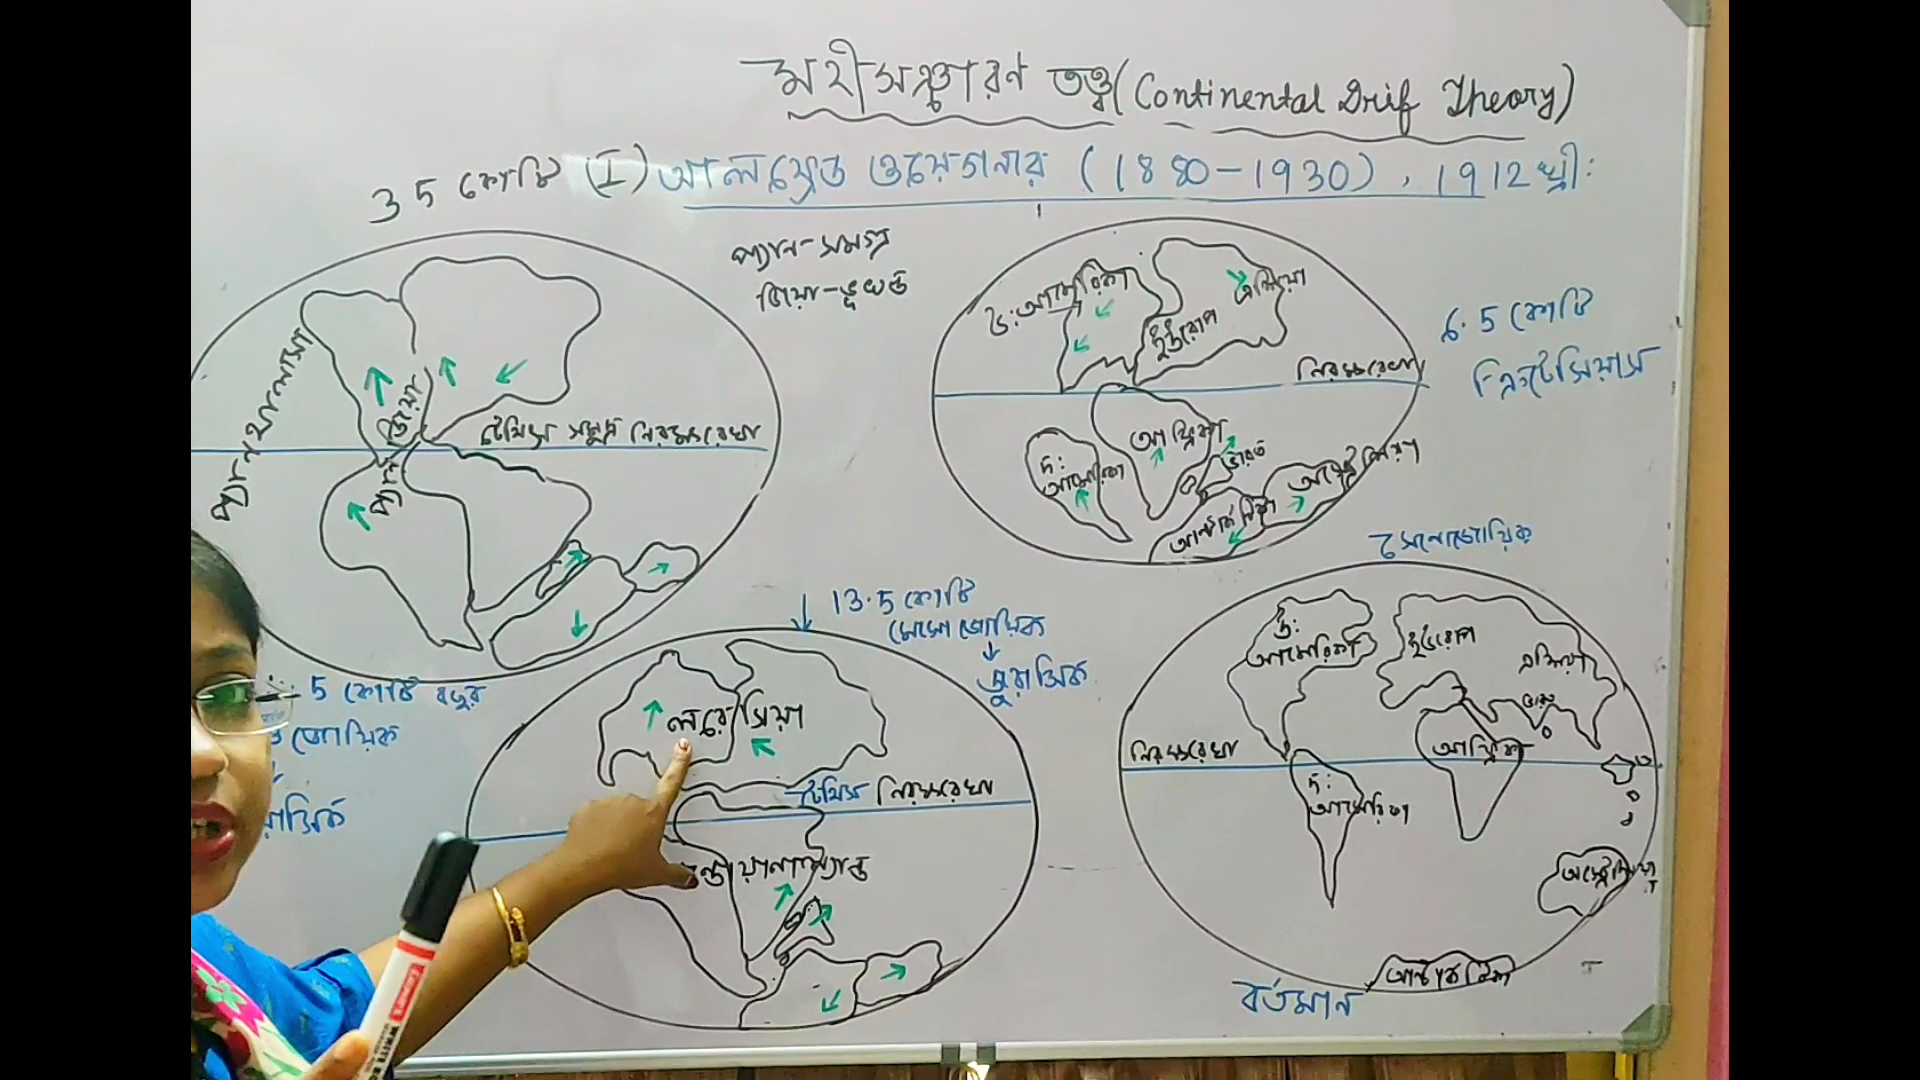 মহীসঞ্চারণ তত্ত্ব (Continental Drif Theory)
35 কোটি (I) আলফ্রেড ওয়েগনার (1880-1930), 1912 খ্রীঃ
প্যান-সমগ্র
জিয়া-ভূখণ্ড
প্যানথালাসা
প্যানজিয়া
টেথিস সমুদ্র নিরক্ষরেখা
5 কোটি বছর
উঃ আমেরিকা
ইউরোপ
এশিয়া
নিরক্ষরেখা
আফ্রিকা
ভারত
দঃ
আমেরিকা
আন্টার্কটিকা
অস্ট্রেলিয়া
6.5 কোটি
ক্রিটেসিয়াস
13.5 কোটি
মেসোজোয়িক
জুরাসিক
লরেসিয়া
টেথিস নিরক্ষরেখা
ন্ডোয়ানাল্যান্ড
সেনোজোয়িক
উঃ
আমেরিকা
ইউরোপ
এশিয়া
ভারত
নিরক্ষরেখা
আফ্রিকা
দঃ
আমেরিকা
অস্ট্রেলিয়া
আন্টার্কটিকা
বর্তমান